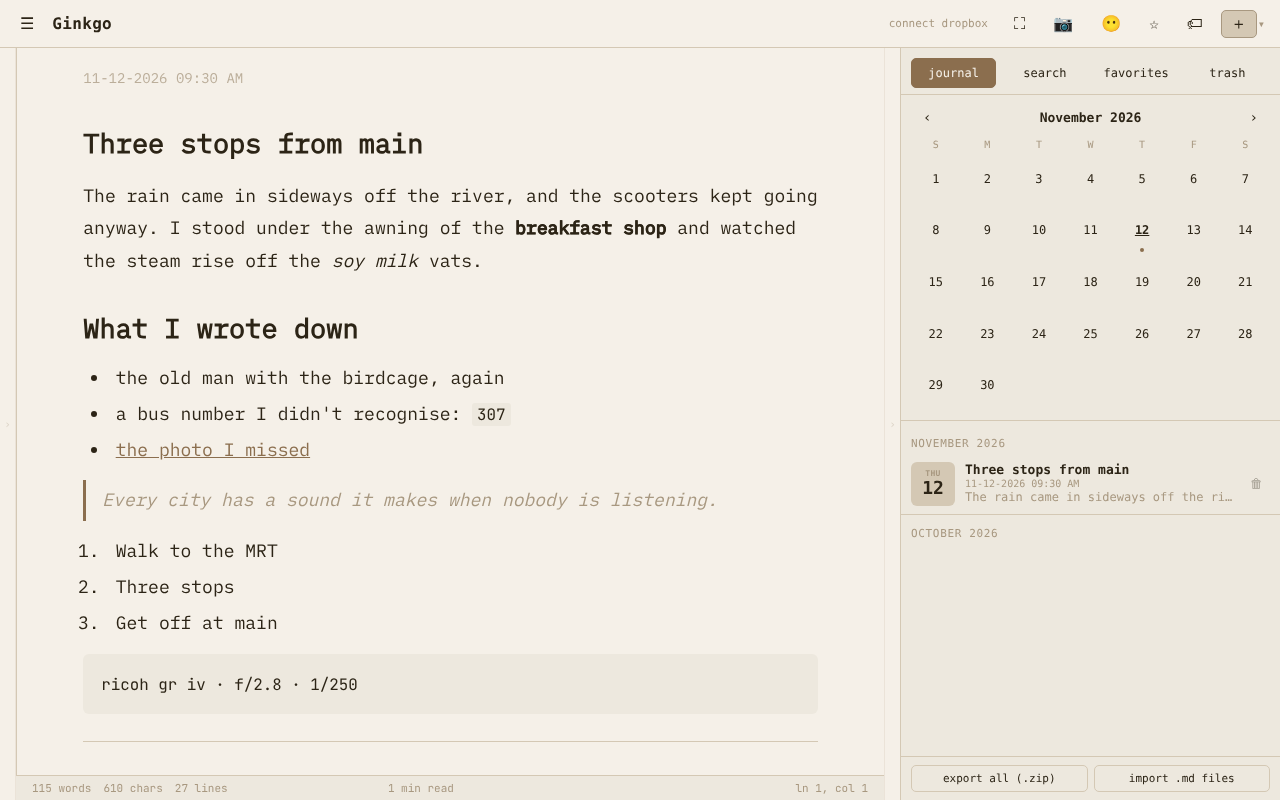 ☰ Ginkgo
connect dropbox
+ ▾
11-12-2026 09:30 AM
Three stops from main
The rain came in sideways off the river, and the scooters kept going
anyway. I stood under the awning of the breakfast shop and watched
the steam rise off the soy milk vats.
What I wrote down
• the old man with the birdcage, again
• a bus number I didn't recognise: 307
• the photo I missed
Every city has a sound it makes when nobody is listening.
1. Walk to the MRT
2. Three stops
3. Get off at main
ricoh gr iv · f/2.8 · 1/250
115 words 610 chars 27 lines
1 min read
ln 1, col 1
journal search favorites trash
‹ November 2026 ›
S M T W T F S
1 2 3 4 5 6 7
8 9 10 11 12 13 14
15 16 17 18 19 20 21
22 23 24 25 26 27 28
29 30
NOVEMBER 2026
THU
12
Three stops from main
11-12-2026 09:30 AM
The rain came in sideways off the ri…
OCTOBER 2026
export all (.zip)
import .md files